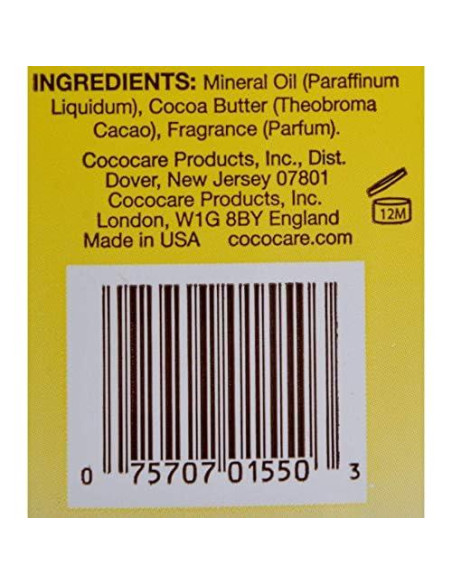 INGREDIENTS: Mineral Oil (Paraffinum
Liquidum), Cocoa Butter (Theobroma
Cacao), Fragrance (Parfum).
Cococare Products, Inc., Dist.
Dover, New Jersey 07801
Cococare Products, Inc.
London, W1G 8BY England
Made in USA cococare.com
12M
0 75707 01550 3